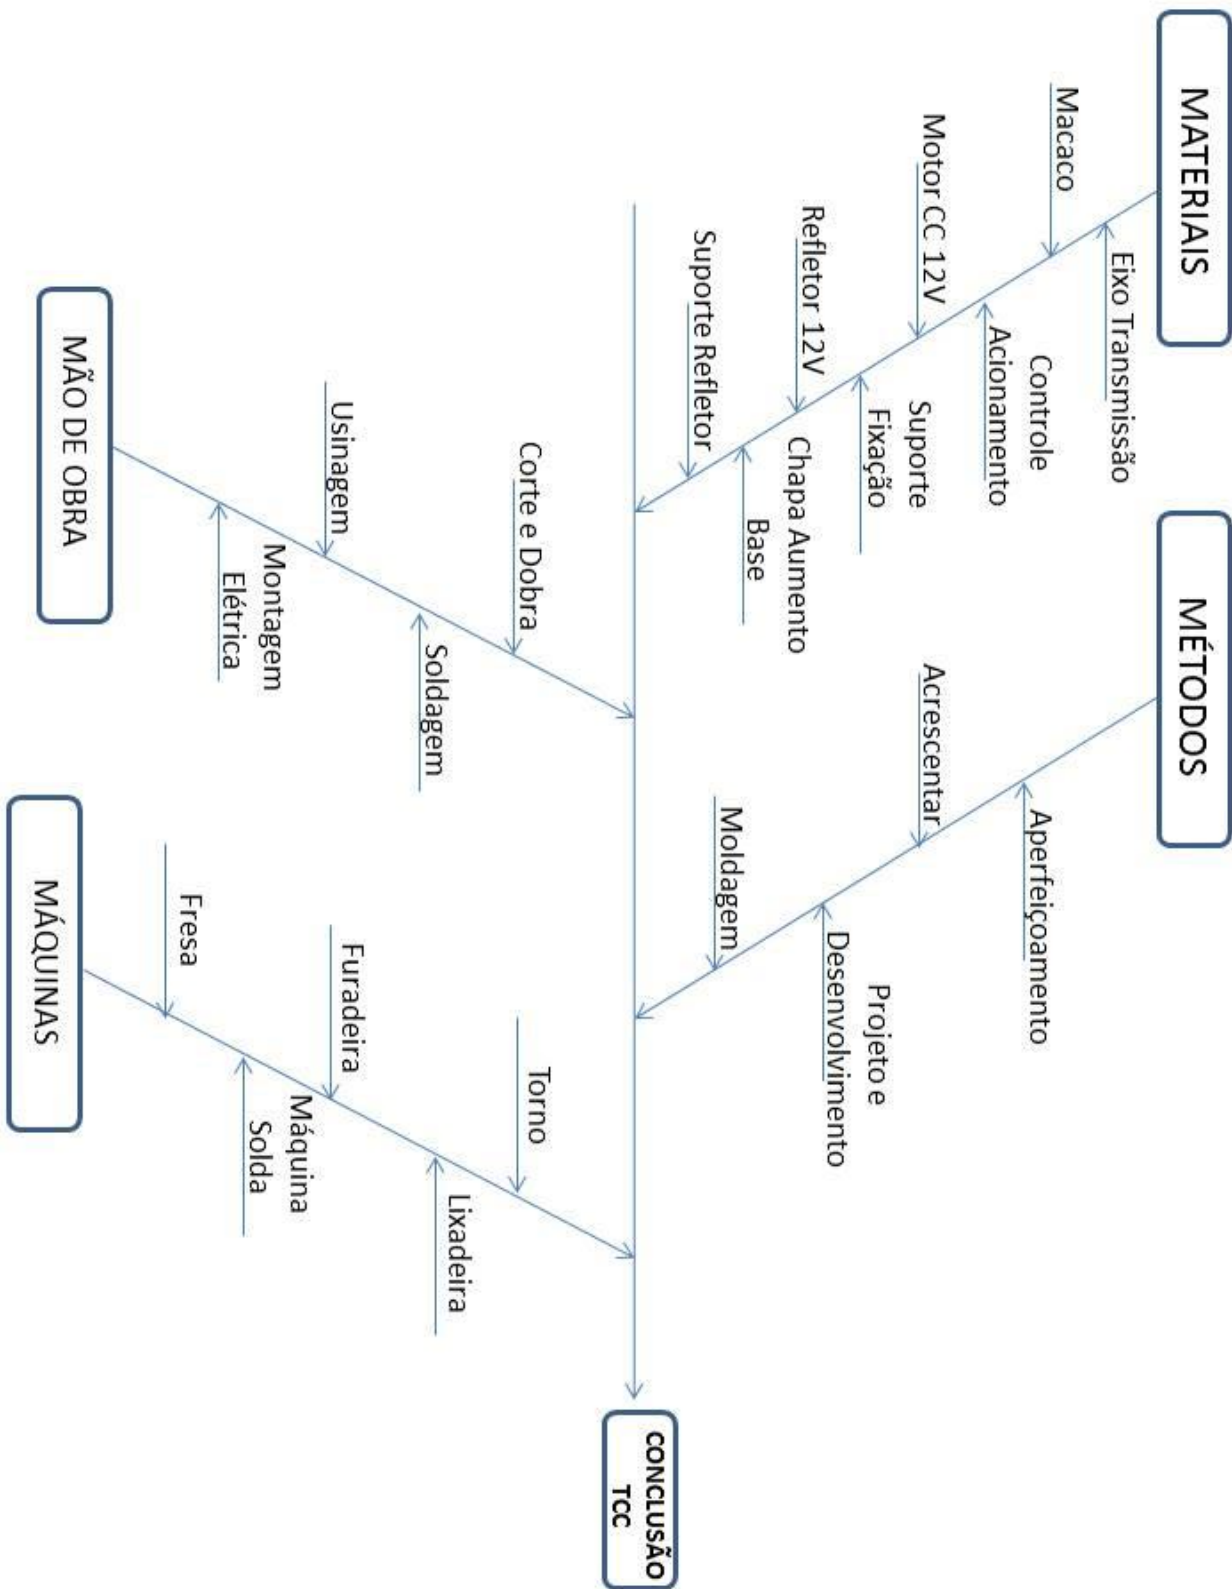 MATERIAIS
MÉTODOS
Eixo Transmissão
Macaco
Controle
Acionamento
Motor CC 12V
Suporte
Fixação
Refletor 12V
Chapa Aumento
Base
Suporte Refletor
Aperfeiçoamento
Acrescentar
Projeto e
Desenvolvimento
Moldagem
CONCLUSÃO
TCC
Corte e Dobra
Soldagem
Usinagem
Montagem
Elétrica
Torno
Lixadeira
Furadeira
Máquina
Solda
Fresa
MÃO DE OBRA
MÁQUINAS